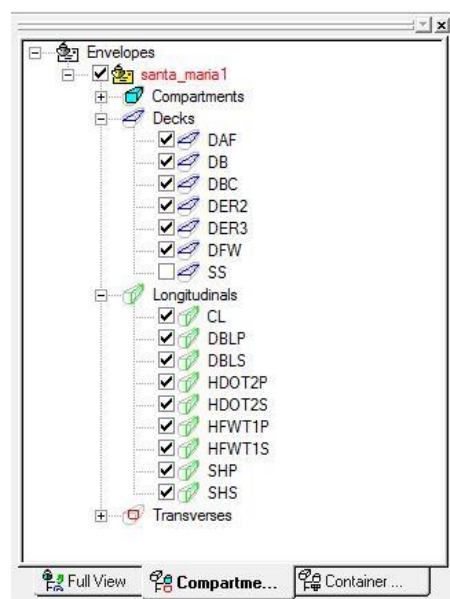 Envelopes
santa_maria1
Compartments
Decks
DAF
DB
DBC
DER2
DER3
DFW
SS
Longitudinals
CL
DBLP
DBLS
HDOT2P
HDOT2S
HFWT1P
HFWT1S
SHP
SHS
Transverses
Full View Compartme... Container ...